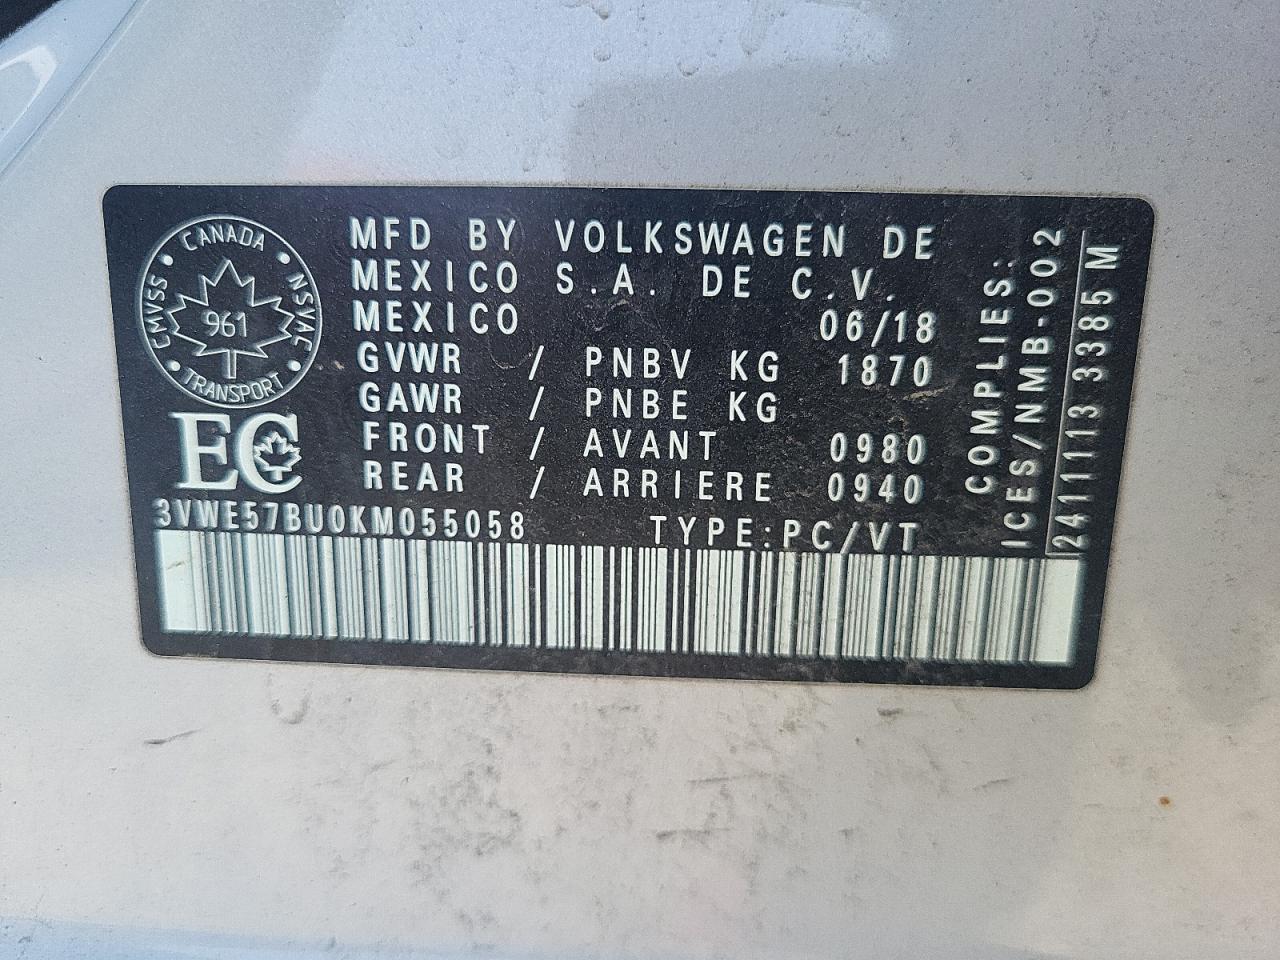 CANADA
CMVSS • NSVAC
961
TRANSPORT
EC
MFD BY VOLKSWAGEN DE
MEXICO S.A. DE C.V.
MEXICO 06/18
GVWR / PNBV KG 1870
GAWR / PNBE KG
FRONT / AVANT 0980
REAR / ARRIERE 0940
3VWE57BU0KM055058 TYPE:PC/VT
COMPLIES:
ICES/NMB-002
2411113 3385 M